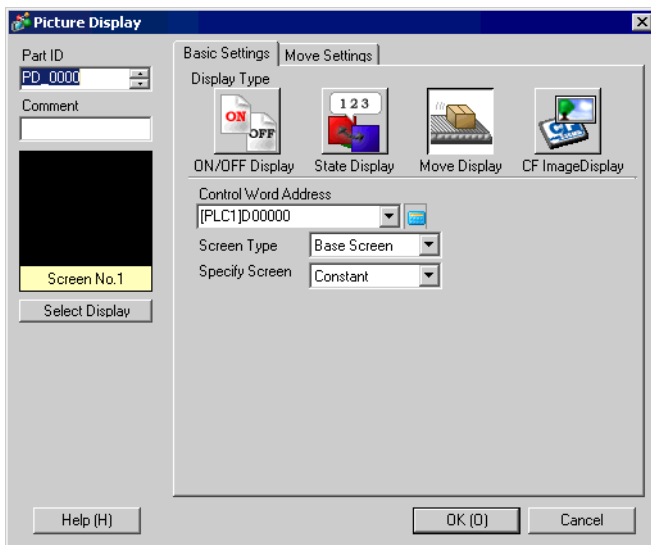 Picture Display
Part ID
PD_0000
Comment
Screen No.1
Select Display
Basic Settings
Move Settings
Display Type
ON
OFF
123
ON/OFF Display
State Display
Move Display
CF ImageDisplay
Control Word Address
[PLC1]D00000
Screen Type
Base Screen
Specify Screen
Constant
Help (H)
OK (O)
Cancel